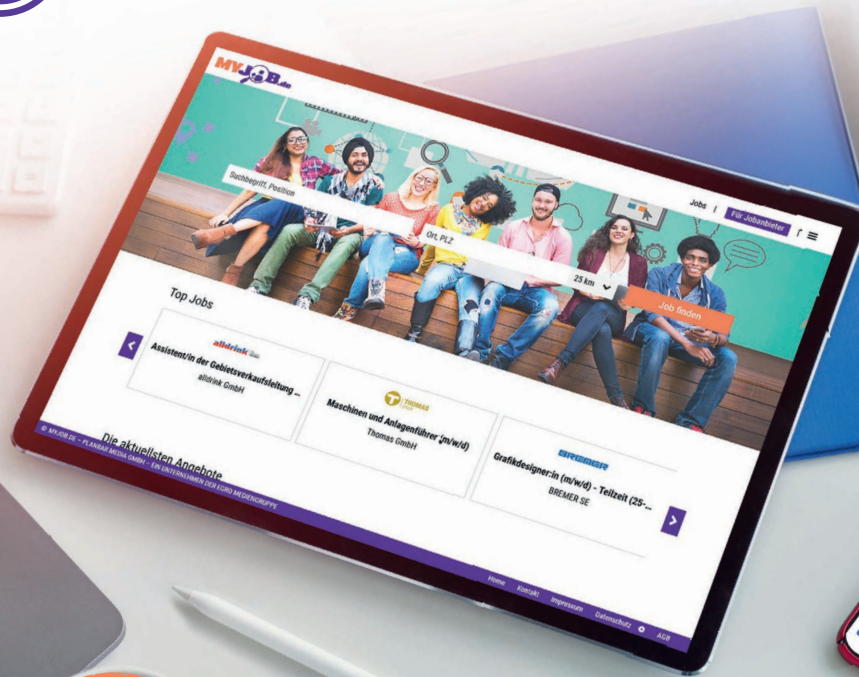 MYJOB.de
Jobs | Für Jobanbieter
Suchbegriff, Position
Ort, PLZ
25 km
Job finden
Top Jobs
alldrink
Assistent/in der Gebietsverkaufsleitung ...
alldrink GmbH
THOMAS
Maschinen und Anlagenführer (m/w/d)
Thomas GmbH
BREMER
Grafikdesigner:in (m/w/d) - Teilzeit (25-...
BREMER SE
Die aktuellsten Angebote
© MYJOB.DE – PLANBAR MEDIA GMBH – EIN UNTERNEHMEN DER EGRO MEDIENGRUPPE
Home Kontakt Impressum Datenschutz AGB